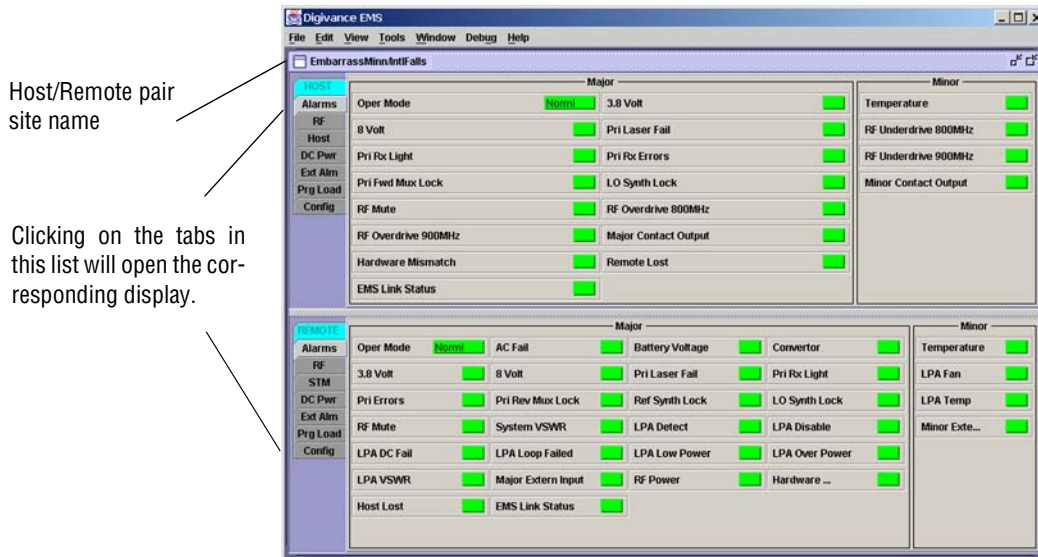 Digivance EMS
File Edit View Tools Window Debug Help
EmbarrassMinn/IntlFalls
Host/Remote pair
site name
Clicking on the tabs in
this list will open the cor-
responding display.
HOST
Alarms
RF
Host
DC Pwr
Ext Alm
Prg Load
Config
Major
Oper Mode Norml 3.8 Volt
8 Volt Pri Laser Fail
Pri Rx Light Pri Rx Errors
Pri Fwd Mux Lock LO Synth Lock
RF Mute RF Overdrive 800MHz
RF Overdrive 900MHz Major Contact Output
Hardware Mismatch Remote Lost
EMS Link Status
Minor
Temperature
RF Underdrive 800MHz
RF Underdrive 900MHz
Minor Contact Output
REMOTE
Alarms
RF
STM
DC Pwr
Ext Alm
Prg Load
Config
Major
Oper Mode Norml AC Fail Battery Voltage Convertor
3.8 Volt 8 Volt Pri Laser Fail Pri Rx Light
Pri Errors Pri Rev Mux Lock Ref Synth Lock LO Synth Lock
RF Mute System VSWR LPA Detect LPA Disable
LPA DC Fail LPA Loop Failed LPA Low Power LPA Over Power
LPA VSWR Major Extern Input RF Power Hardware ...
Host Lost EMS Link Status
Minor
Temperature
LPA Fan
LPA Temp
Minor Exte...